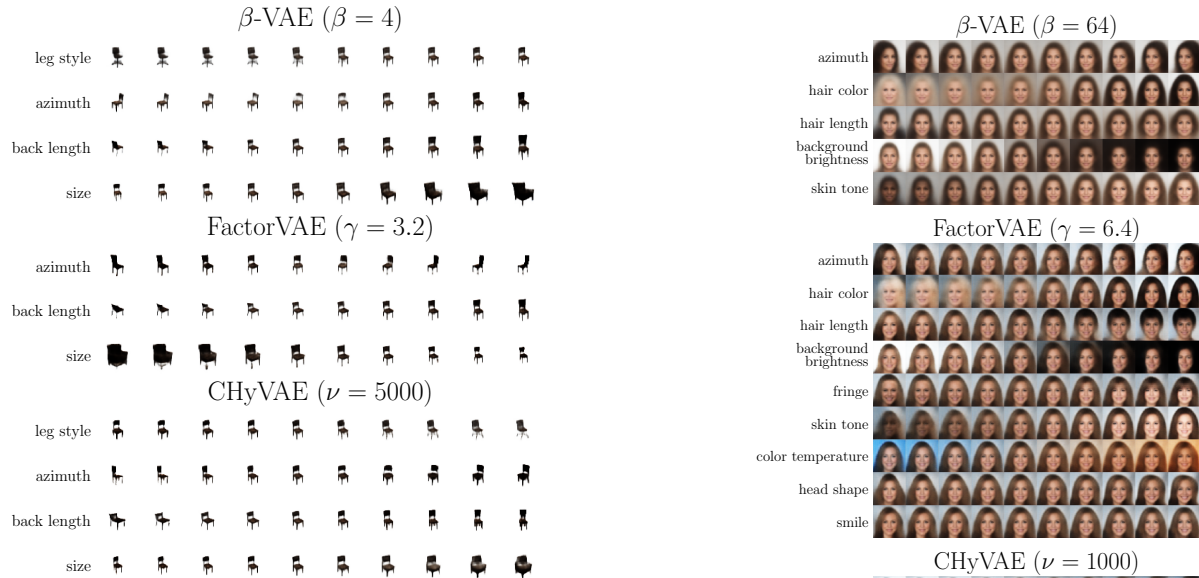 β-VAE (β = 4)
leg style
azimuth
back length
size
FactorVAE (γ = 3.2)
azimuth
back length
size
CHyVAE (ν = 5000)
leg style
azimuth
back length
size
β-VAE (β = 64)
azimuth
hair color
hair length
background
brightness
skin tone
FactorVAE (γ = 6.4)
azimuth
hair color
hair length
background
brightness
fringe
skin tone
color temperature
head shape
smile
CHyVAE (ν = 1000)